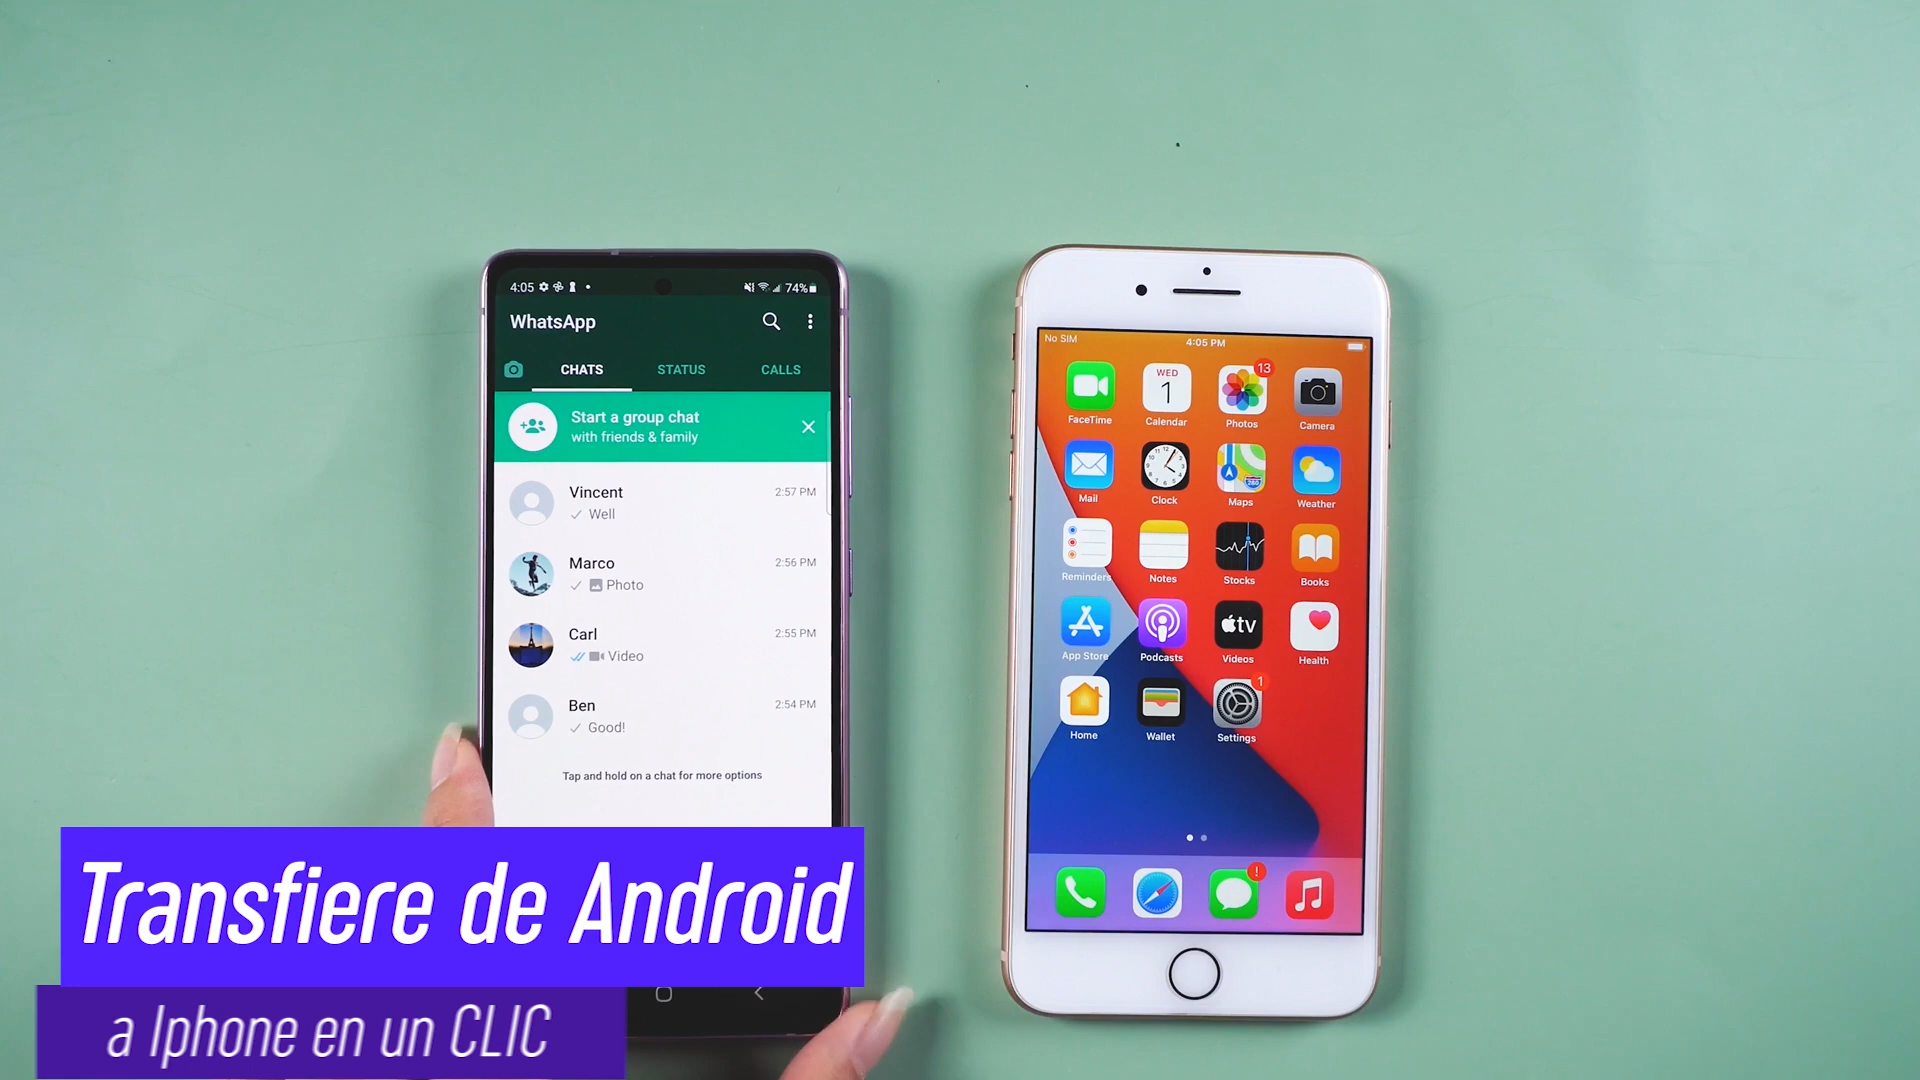 4:05
74%
WhatsApp
CHATS STATUS CALLS
Start a group chat
with friends & family
Vincent 2:57 PM
Well
Marco 2:56 PM
Photo
Carl 2:55 PM
Video
Ben 2:54 PM
Good!
Tap and hold on a chat for more options
No SIM 4:05 PM
WED
1
13
FaceTime Calendar Photos Camera
280
Mail Clock Maps Weather
Reminders Notes Stocks Books
tv
App Store Podcasts Videos Health
1
Home Wallet Settings
!
Transfiere de Android
a Iphone en un CLIC